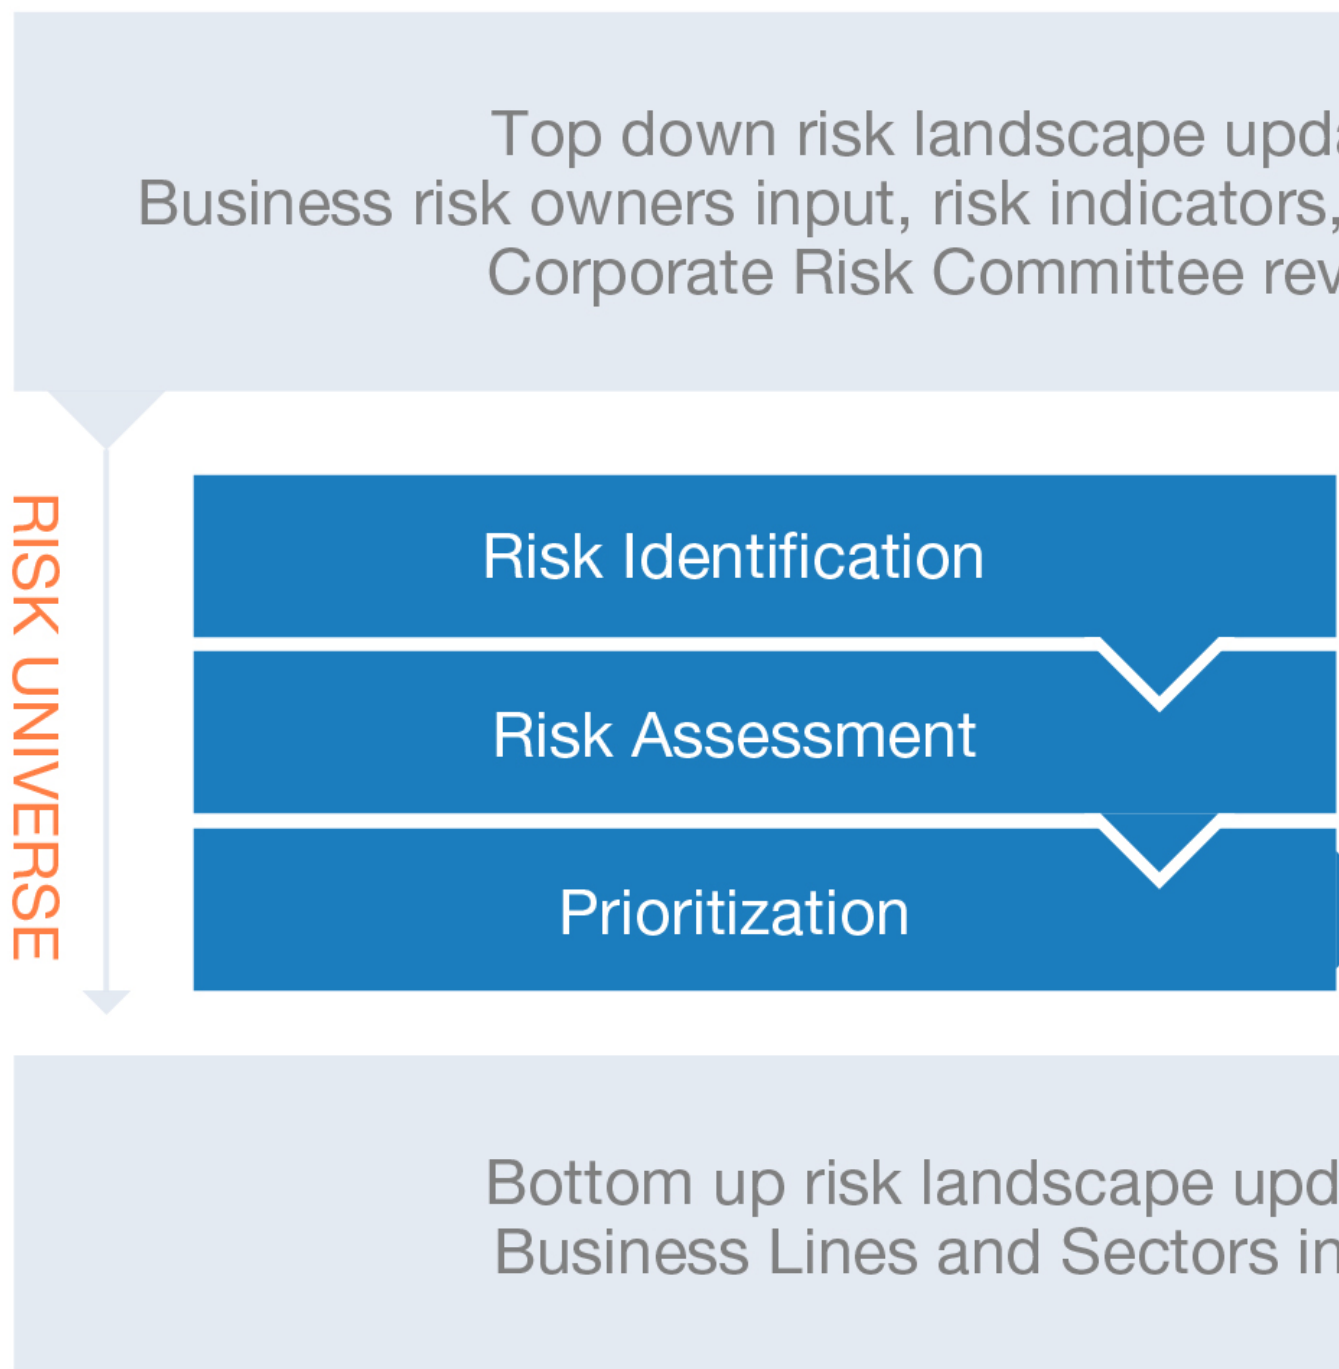 Top down risk landscape upda
Business risk owners input, risk indicators,
Corporate Risk Committee rev
RISK UNIVERSE
Risk Identification
Risk Assessment
Prioritization
Bottom up risk landscape upd
Business Lines and Sectors in